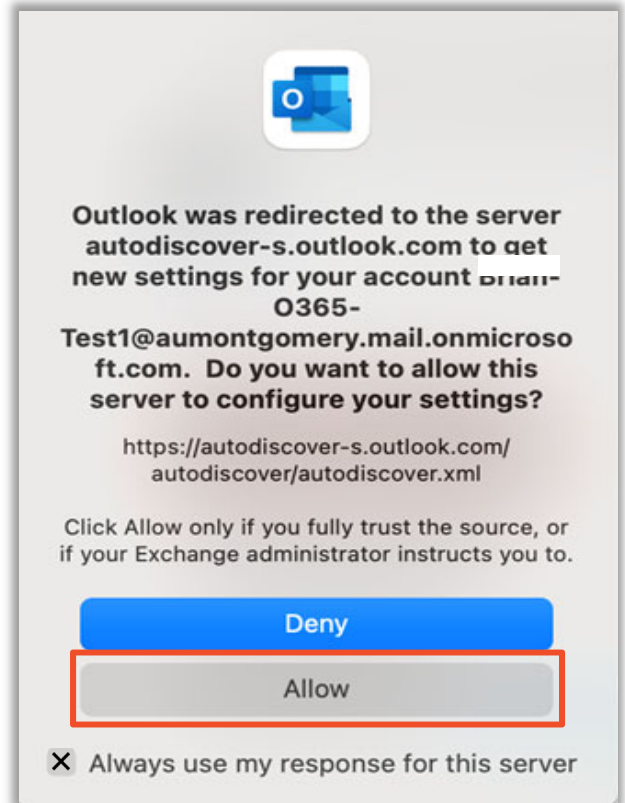 O
Outlook was redirected to the server
autodiscover-s.outlook.com to get
new settings for your account Brian-
O365-
Test1@aumontgomery.mail.onmicroso
ft.com. Do you want to allow this
server to configure your settings?
https://autodiscover-s.outlook.com/
autodiscover/autodiscover.xml
Click Allow only if you fully trust the source, or
if your Exchange administrator instructs you to.
Deny
Allow
Always use my response for this server